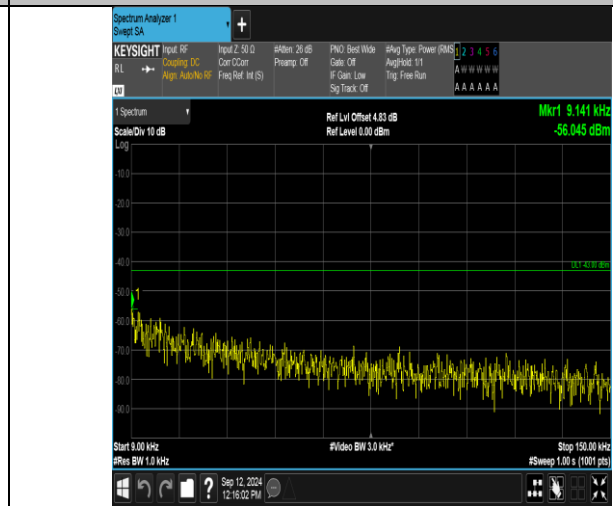 Spectrum Analyzer 1
Swept SA
+
KEYSIGHT Input: RF Input Z: 50 Ω #Atten: 26 dB PNO: Best Wide #Avg Type: Power (RMS 1 2 3 4 5 6
RL Coupling: DC Corr CCorr Preamp: Off Gate: Off Avg|Hold: 1/1 A W W W W W
Align: Auto/No RF Freq Ref: Int (S) IF Gain: Low Trig: Free Run
Sig Track: Off A A A A A A
LXI
1 Spectrum Ref Lvl Offset 4.83 dB Mkr1 9.141 kHz
Scale/Div 10 dB Ref Level 0.00 dBm -56.045 dBm
Log
-10.0
-20.0
-30.0
-40.0
DL1 -43.00 dBm
-50.0
1
-60.0
-70.0
-80.0
-90.0
Start 9.00 kHz #Video BW 3.0 kHz* Stop 150.00 kHz
#Res BW 1.0 kHz #Sweep 1.00 s (1001 pts)
? Sep 12, 2024
12:16:02 PM